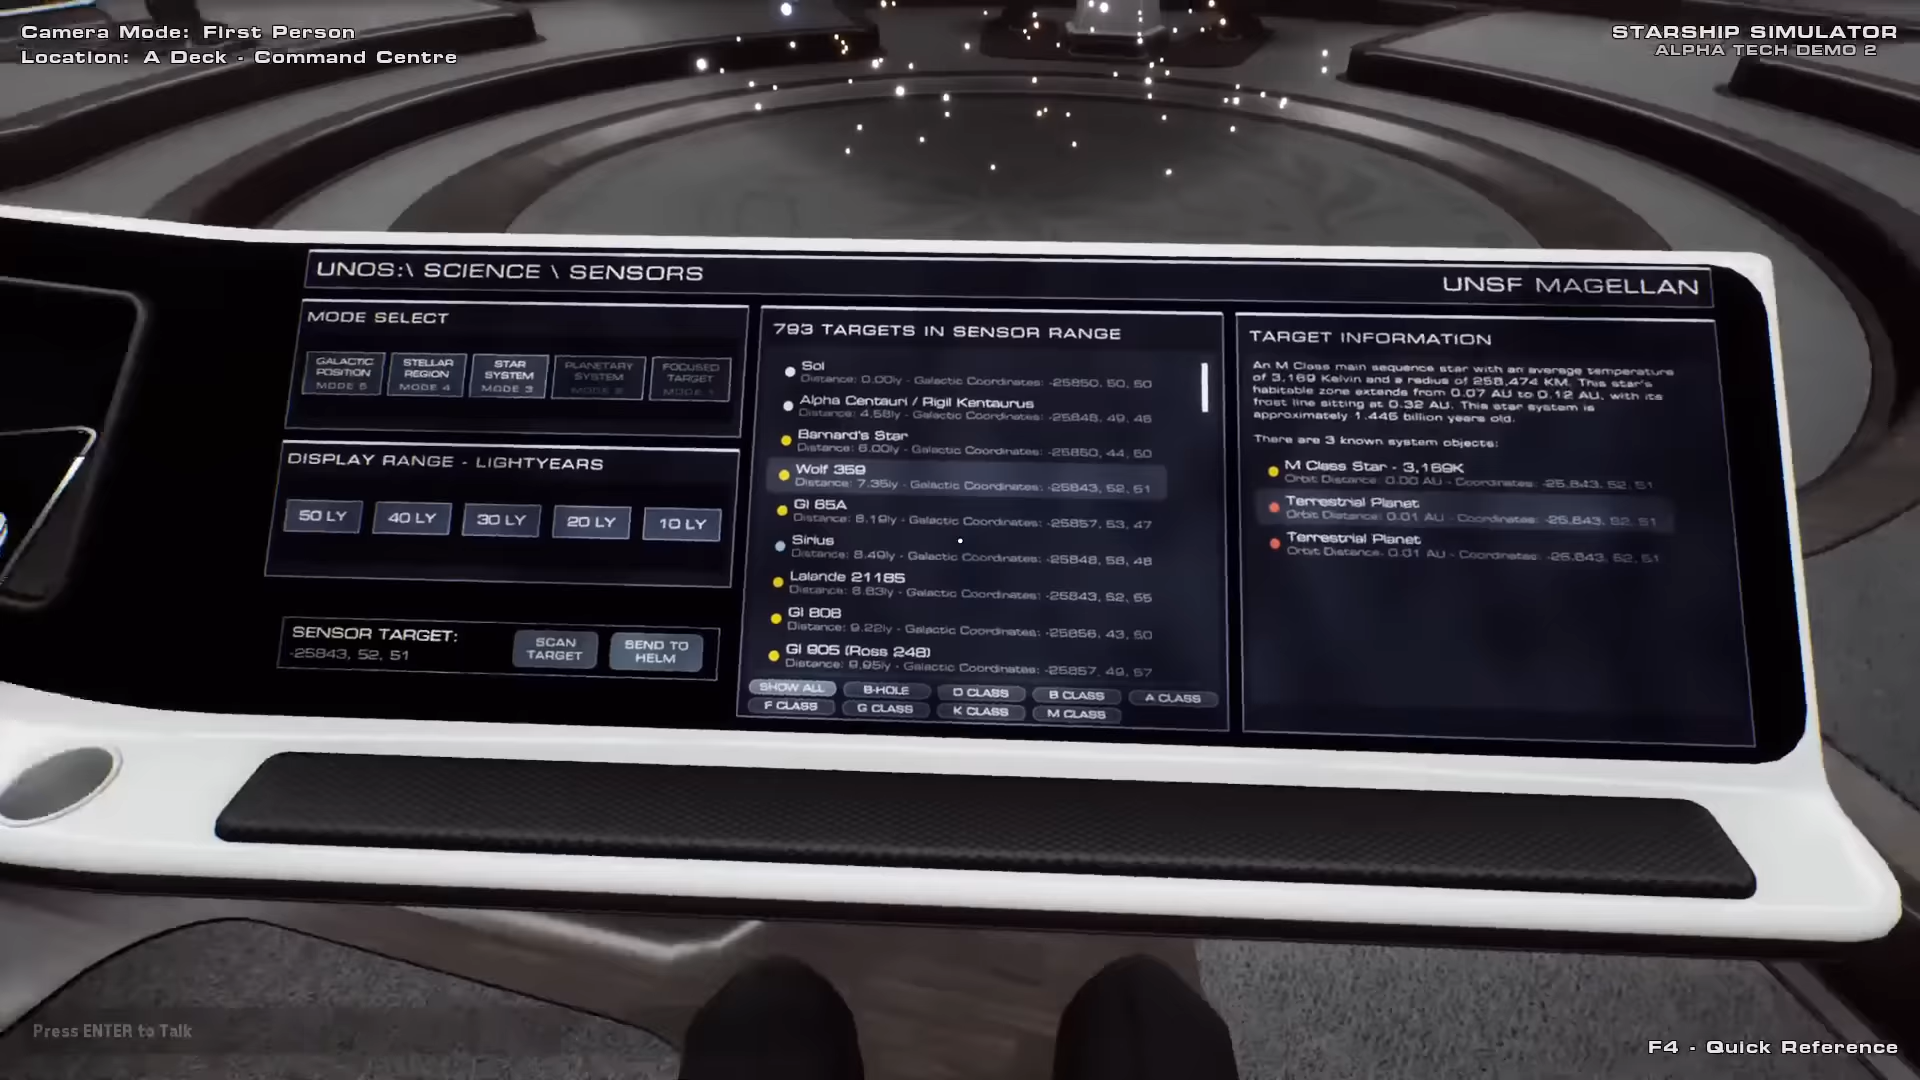 Camera Mode: First Person
Location: A Deck - Command Centre
STARSHIP SIMULATOR
ALPHA TECH DEMO 2
UNOS:\ SCIENCE \ SENSORS
UNSF MAGELLAN
MODE SELECT
GALACTIC
POSITION
MODE 5
STELLAR
REGION
MODE 4
STAR
SYSTEM
MODE 3
PLANETARY
SYSTEM
MODE 2
FOCUSED
TARGET
MODE 1
DISPLAY RANGE - LIGHTYEARS
50 LY
40 LY
30 LY
20 LY
10 LY
SENSOR TARGET:
-25843, 52, 51
SCAN
TARGET
SEND TO
HELM
793 TARGETS IN SENSOR RANGE
Sol
Distance: 0.00ly - Galactic Coordinates: -25850, 50, 50
Alpha Centauri / Rigil Kentaurus
Distance: 4.58ly - Galactic Coordinates: -25848, 49, 46
Barnard's Star
Distance: 6.00ly - Galactic Coordinates: -25850, 44, 50
Wolf 359
Distance: 7.35ly - Galactic Coordinates: -25843, 52, 51
Gl 65A
Distance: 8.19ly - Galactic Coordinates: -25857, 53, 47
Sirius
Distance: 8.49ly - Galactic Coordinates: -25848, 58, 48
Lalande 21185
Distance: 8.83ly - Galactic Coordinates: -25843, 52, 55
Gl 808
Distance: 9.22ly - Galactic Coordinates: -25856, 43, 50
Gl 905 (Ross 248)
Distance: 9.95ly - Galactic Coordinates: -25857, 49, 57
SHOW ALL
B-HOLE
O CLASS
B CLASS
A CLASS
F CLASS
G CLASS
K CLASS
M CLASS
TARGET INFORMATION
An M Class main sequence star with an average temperature
of 3,169 Kelvin and a radius of 258,474 KM. This star's
habitable zone extends from 0.07 AU to 0.12 AU, with its
frost line sitting at 0.32 AU. This star system is
approximately 1.445 billion years old.
There are 3 known system objects:
M Class Star - 3,169K
Orbit Distance: 0.00 AU - Coordinates: -25,843, 52, 51
Terrestrial Planet
Orbit Distance: 0.01 AU - Coordinates: -25,843, 52, 51
Terrestrial Planet
Orbit Distance: 0.01 AU - Coordinates: -25,843, 52, 51
Press ENTER to Talk
F4 - Quick Reference